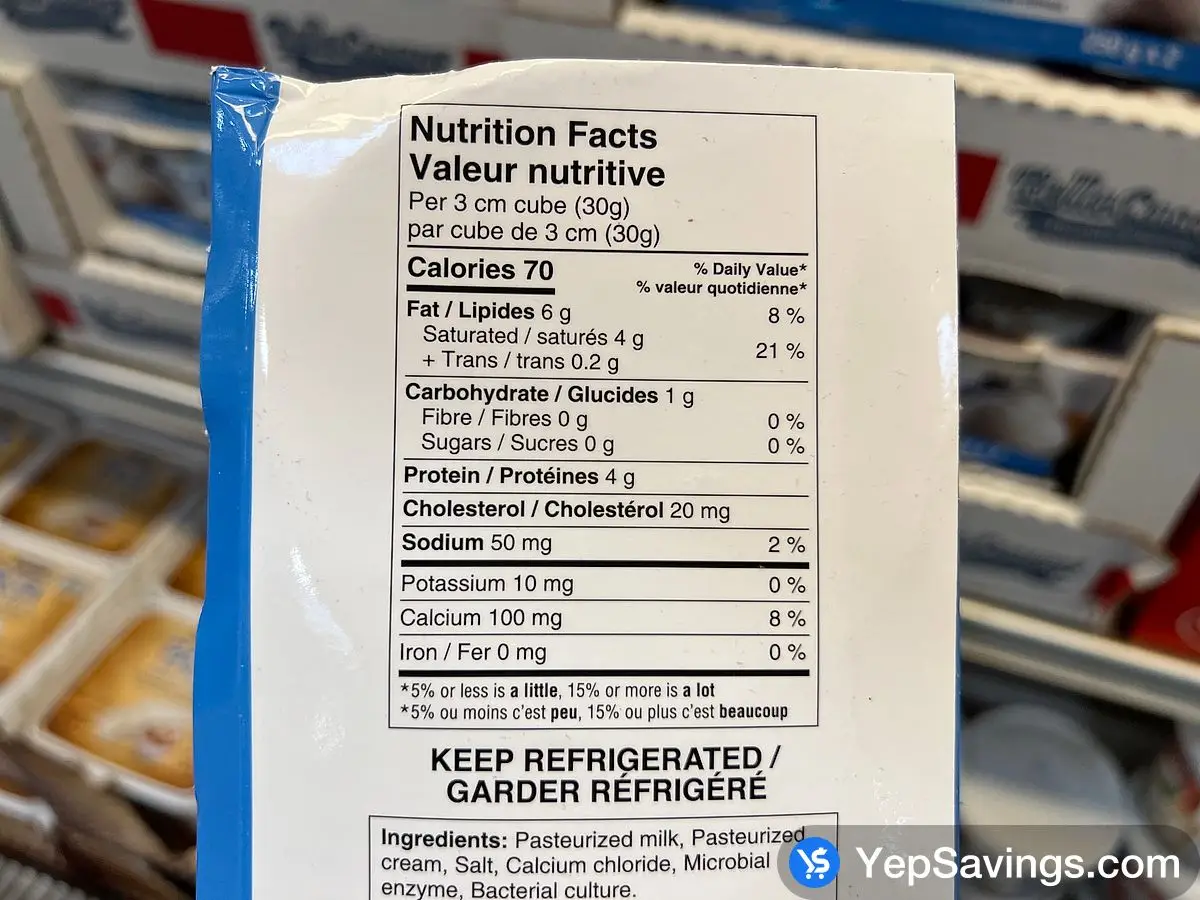 250 g x 2
Nutrition Facts
Valeur nutritive
Per 3 cm cube (30g)
par cube de 3 cm (30g)
Calories 70
% Daily Value*
% valeur quotidienne*
Fat / Lipides 6 g 8 %
Saturated / saturés 4 g
+ Trans / trans 0.2 g
21 %
Carbohydrate / Glucides 1 g
Fibre / Fibres 0 g 0 %
Sugars / Sucres 0 g 0 %
Protein / Protéines 4 g
Cholesterol / Cholestérol 20 mg
Sodium 50 mg 2 %
Potassium 10 mg 0 %
Calcium 100 mg 8 %
Iron / Fer 0 mg 0 %
*5% or less is a little, 15% or more is a lot
*5% ou moins c'est peu, 15% ou plus c'est beaucoup
KEEP REFRIGERATED /
GARDER RÉFRIGÉRÉ
Ingredients: Pasteurized milk, Pasteurized
cream, Salt, Calcium chloride, Microbial
enzyme, Bacterial culture.
YepSavings.com